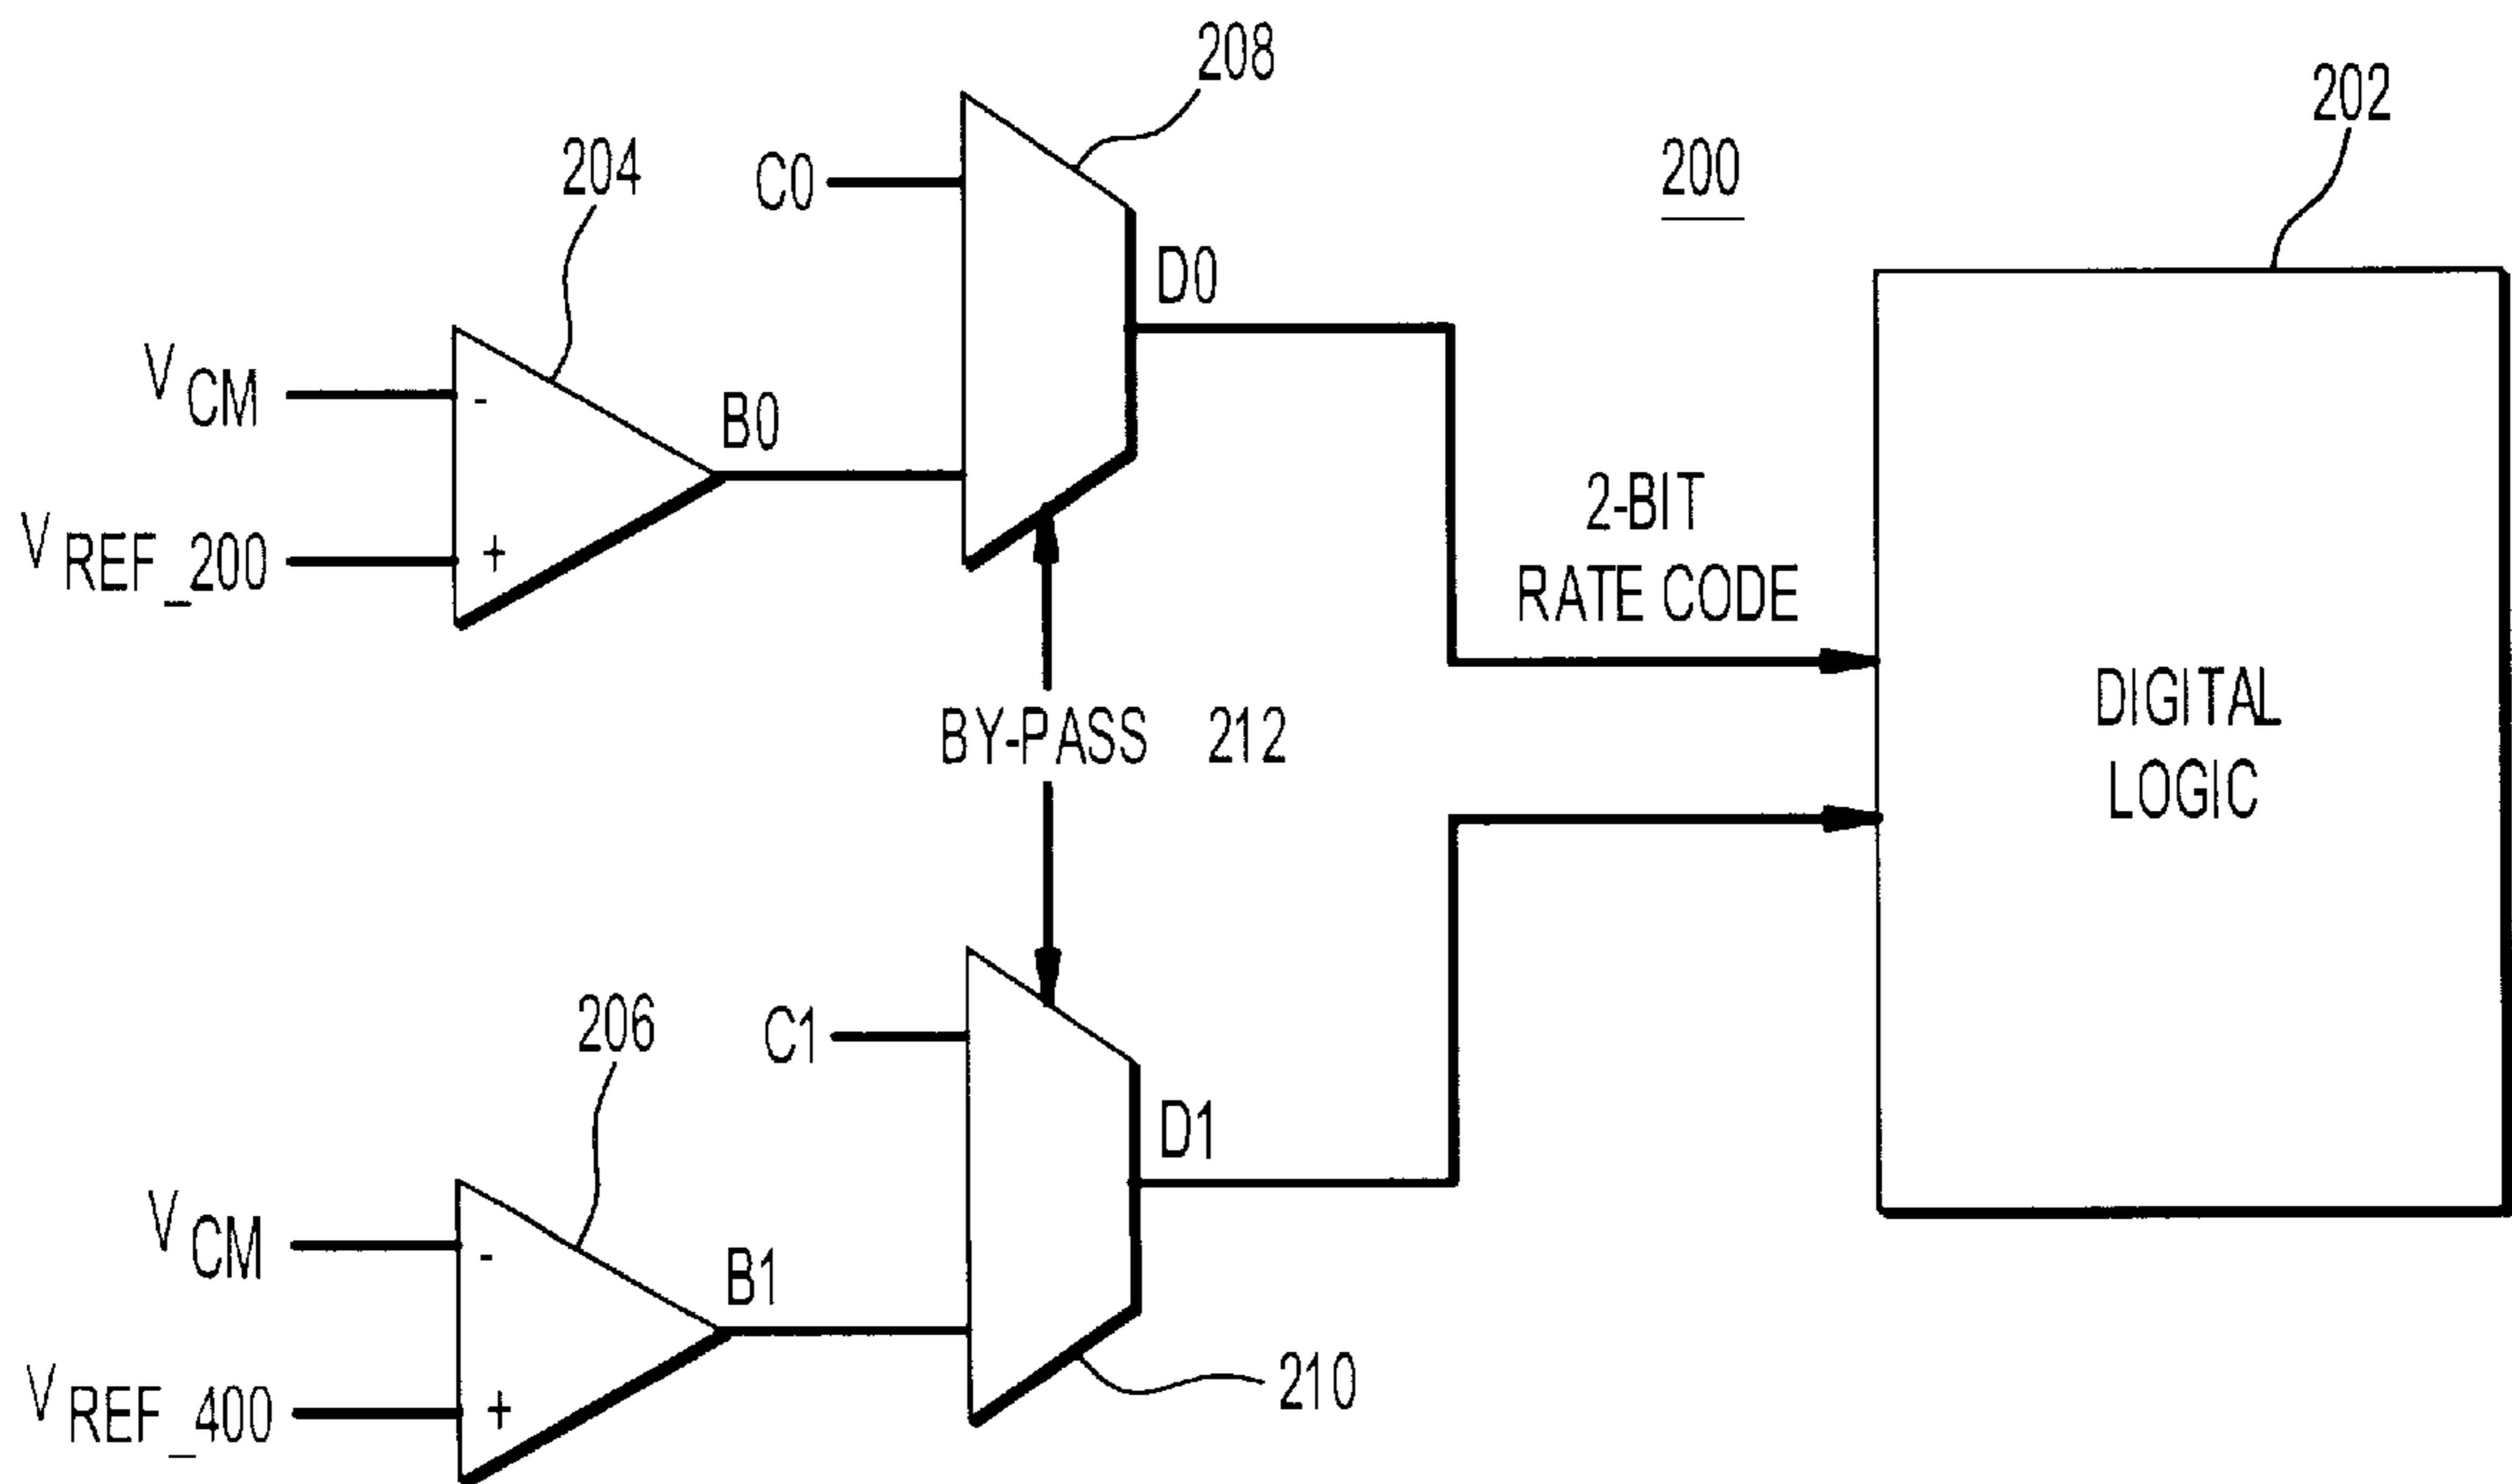 208
202
204
200
C0
D0
V CM
-
B0
V REF_200
+
2-BIT
RATE CODE
DIGITAL
LOGIC
BY-PASS 212
206
C1
D1
V CM
-
B1
V REF_400
+
210